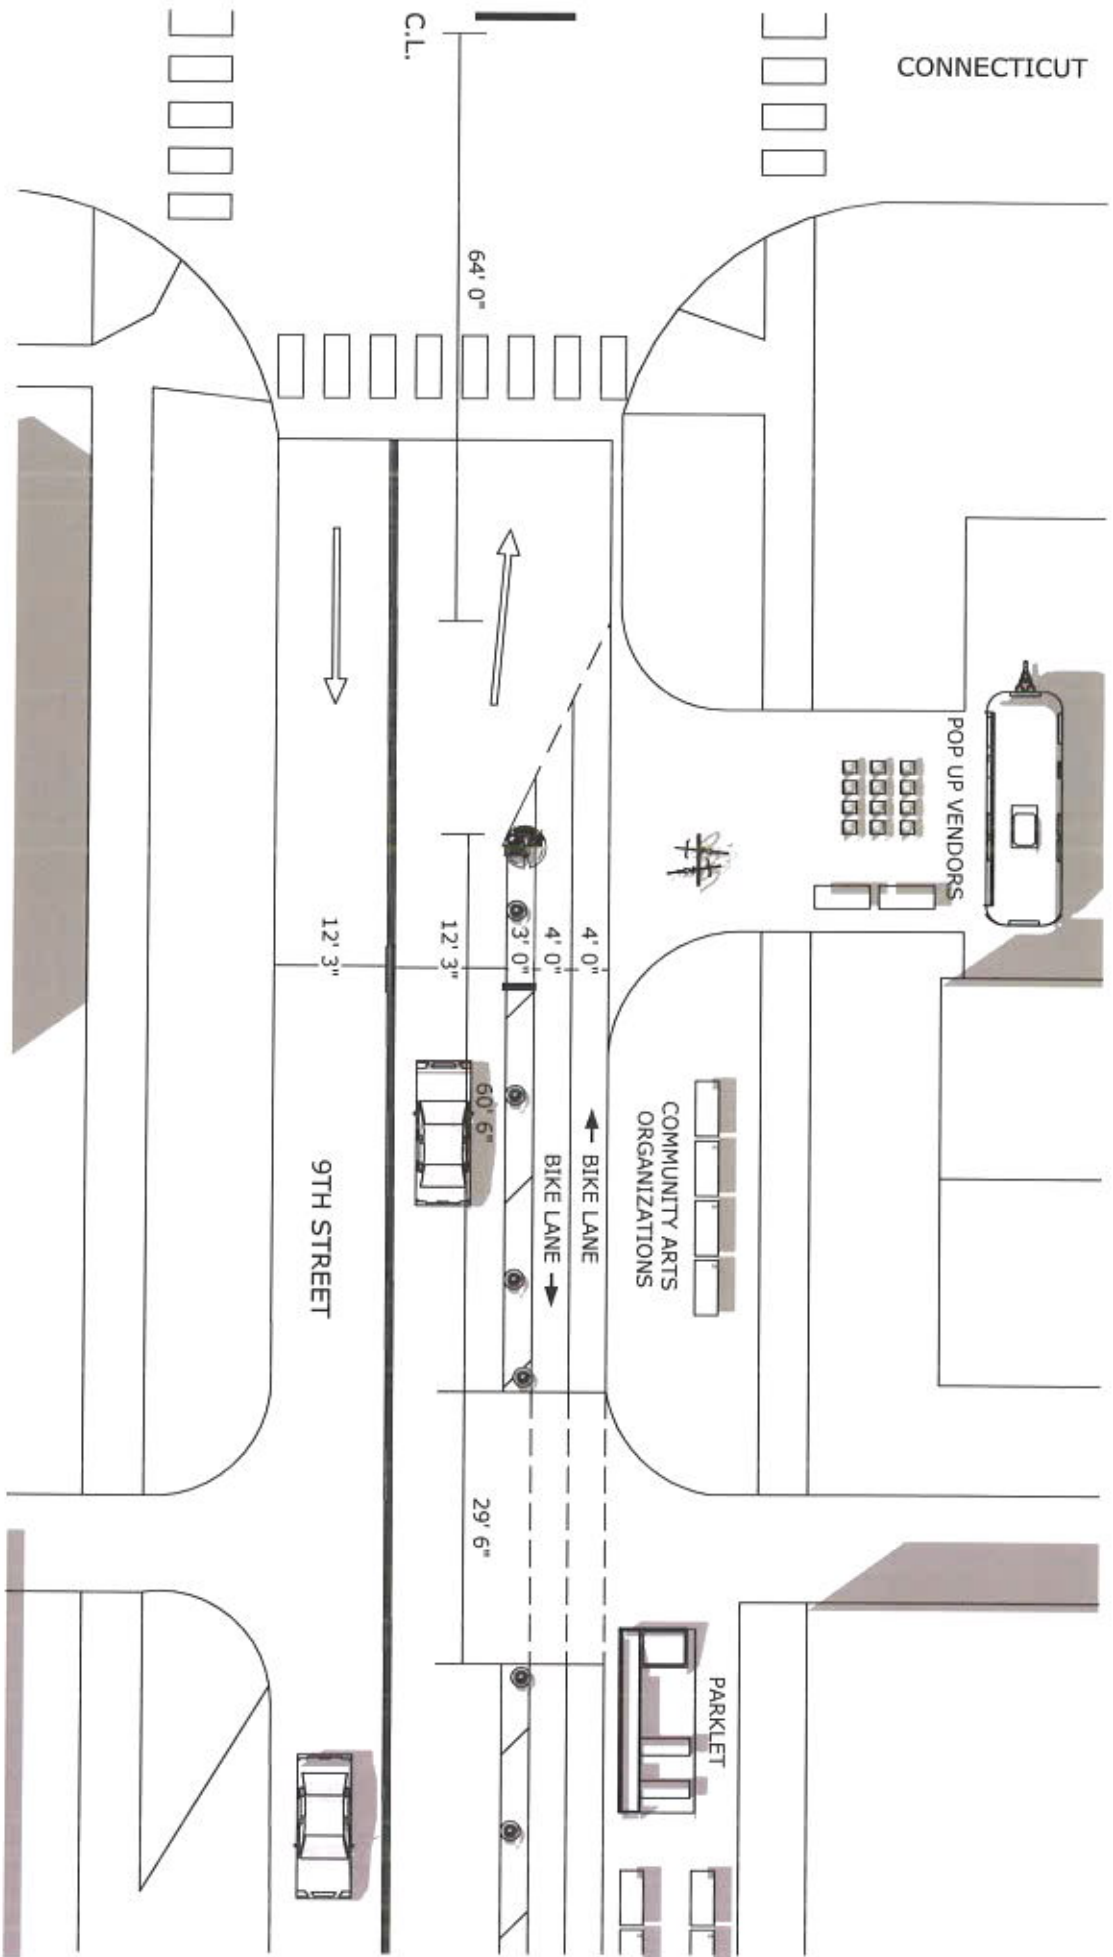 CONNECTICUT
C.L.
64' 0"
POP UP VENDORS
12' 3"
12' 3"
3' 0"
4' 0"
4' 0"
60' 6"
COMMUNITY ARTS
ORGANIZATIONS
BIKE LANE
BIKE LANE
9TH STREET
29' 6"
PARKLET